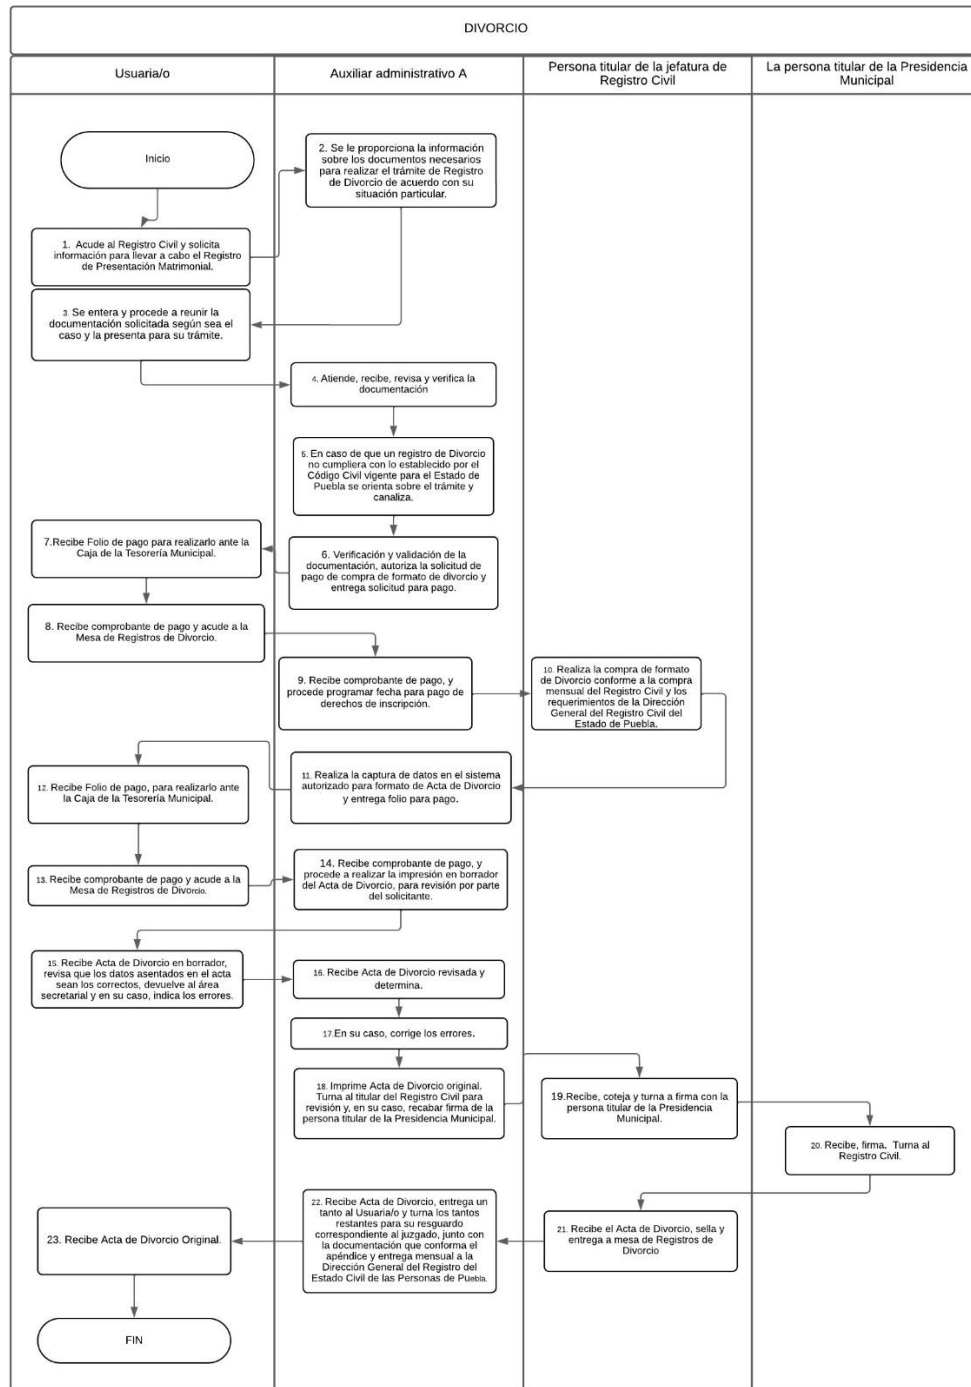 DIVORCIO
Usuaria/o
Auxiliar administrativo A
Persona titular de la jefatura de
Registro Civil
La persona titular de la Presidencia
Municipal
Inicio
1. Acude al Registro Civil y solicita
información para llevar a cabo el Registro
de Presentación Matrimonial.
2. Se le proporciona la información
sobre los documentos necesarios
para realizar el trámite de Registro
de Divorcio de acuerdo con su
situación particular.
3. Se entera y procede a reunir la
documentación solicitada según sea el
caso y la presenta para su trámite.
4. Atiende, recibe, revisa y verifica la
documentación
5. En caso de que un registro de Divorcio
no cumpliera con lo establecido por el
Código Civil vigente para el Estado de
Puebla se orienta sobre el trámite y
canaliza.
6. Verificación y validación de la
documentación, autoriza la solicitud de
pago de compra de formato de divorcio y
entrega solicitud para pago.
7.Recibe Folio de pago para realizarlo ante la
Caja de la Tesorería Municipal.
8. Recibe comprobante de pago y acude a la
Mesa de Registros de Divorcio.
9. Recibe comprobante de pago, y
procede programar fecha para pago de
derechos de inscripción.
10. Realiza la compra de formato
de Divorcio conforme a la compra
mensual del Registro Civil y los
requerimientos de la Dirección
General del Registro Civil del
Estado de Puebla.
11. Realiza la captura de datos en el sistema
autorizado para formato de Acta de Divorcio
y entrega folio para pago.
12. Recibe Folio de pago, para realizarlo ante
la Caja de la Tesorería Municipal.
13. Recibe comprobante de pago y acude a la
Mesa de Registros de Divorcio.
14. Recibe comprobante de pago, y
procede a realizar la impresión en borrador
del Acta de Divorcio, para revisión por parte
del solicitante.
15. Recibe Acta de Divorcio en borrador,
revisa que los datos asentados en el acta
sean los correctos, devuelve al área
secretarial y en su caso, indica los errores.
16. Recibe Acta de Divorcio revisada y
determina.
17.En su caso, corrige los errores.
18. Imprime Acta de Divorcio original.
Turna al titular del Registro Civil para
revisión y, en su caso, recabar firma de la
persona titular de la Presidencia Municipal.
19.Recibe, coteja y turna a firma con la
persona titular de la Presidencia
Municipal.
20. Recibe, firma. Turna al
Registro Civil.
21. Recibe el Acta de Divorcio, sella y
entrega a mesa de Registros de
Divorcio
22. Recibe Acta de Divorcio, entrega un
tanto al Usuaria/o y turna los tantos
restantes para su resguardo
correspondiente al juzgado, junto con
la documentación que conforma el
apéndice y entrega mensual a la
Dirección General del Registro del
Estado Civil de las Personas de Puebla.
23. Recibe Acta de Divorcio Original.
FIN